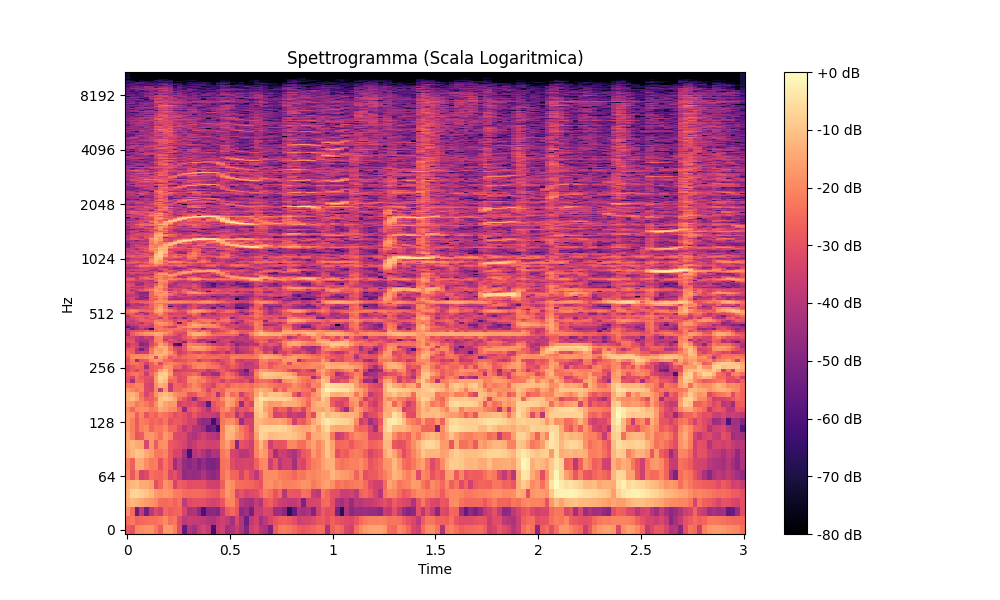 Spettrogramma (Scala Logaritmica)
8192
4096
2048
1024
512
256
128
64
0
Hz
0
0.5
1
1.5
2
2.5
3
Time
+0 dB
-10 dB
-20 dB
-30 dB
-40 dB
-50 dB
-60 dB
-70 dB
-80 dB